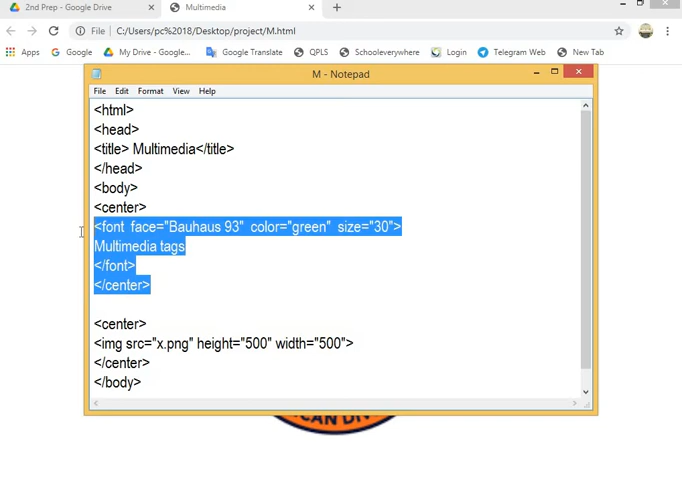 2nd Prep - Google Drive
Multimedia
File
C:/Users/pc%2018/Desktop/project/M.html
Apps
Google
My Drive - Google...
Google Translate
QPLS
Schooleverywhere
Login
Telegram Web
New Tab
M - Notepad
File Edit Format View Help
<html>
<head>
<title> Multimedia</title>
</head>
<body>
<center>
<font face="Bauhaus 93" color="green" size="30">
Multimedia tags
</font>
</center>
<center>
<img src="x.png" height="500" width="500">
</center>
</body>
CAN DIV